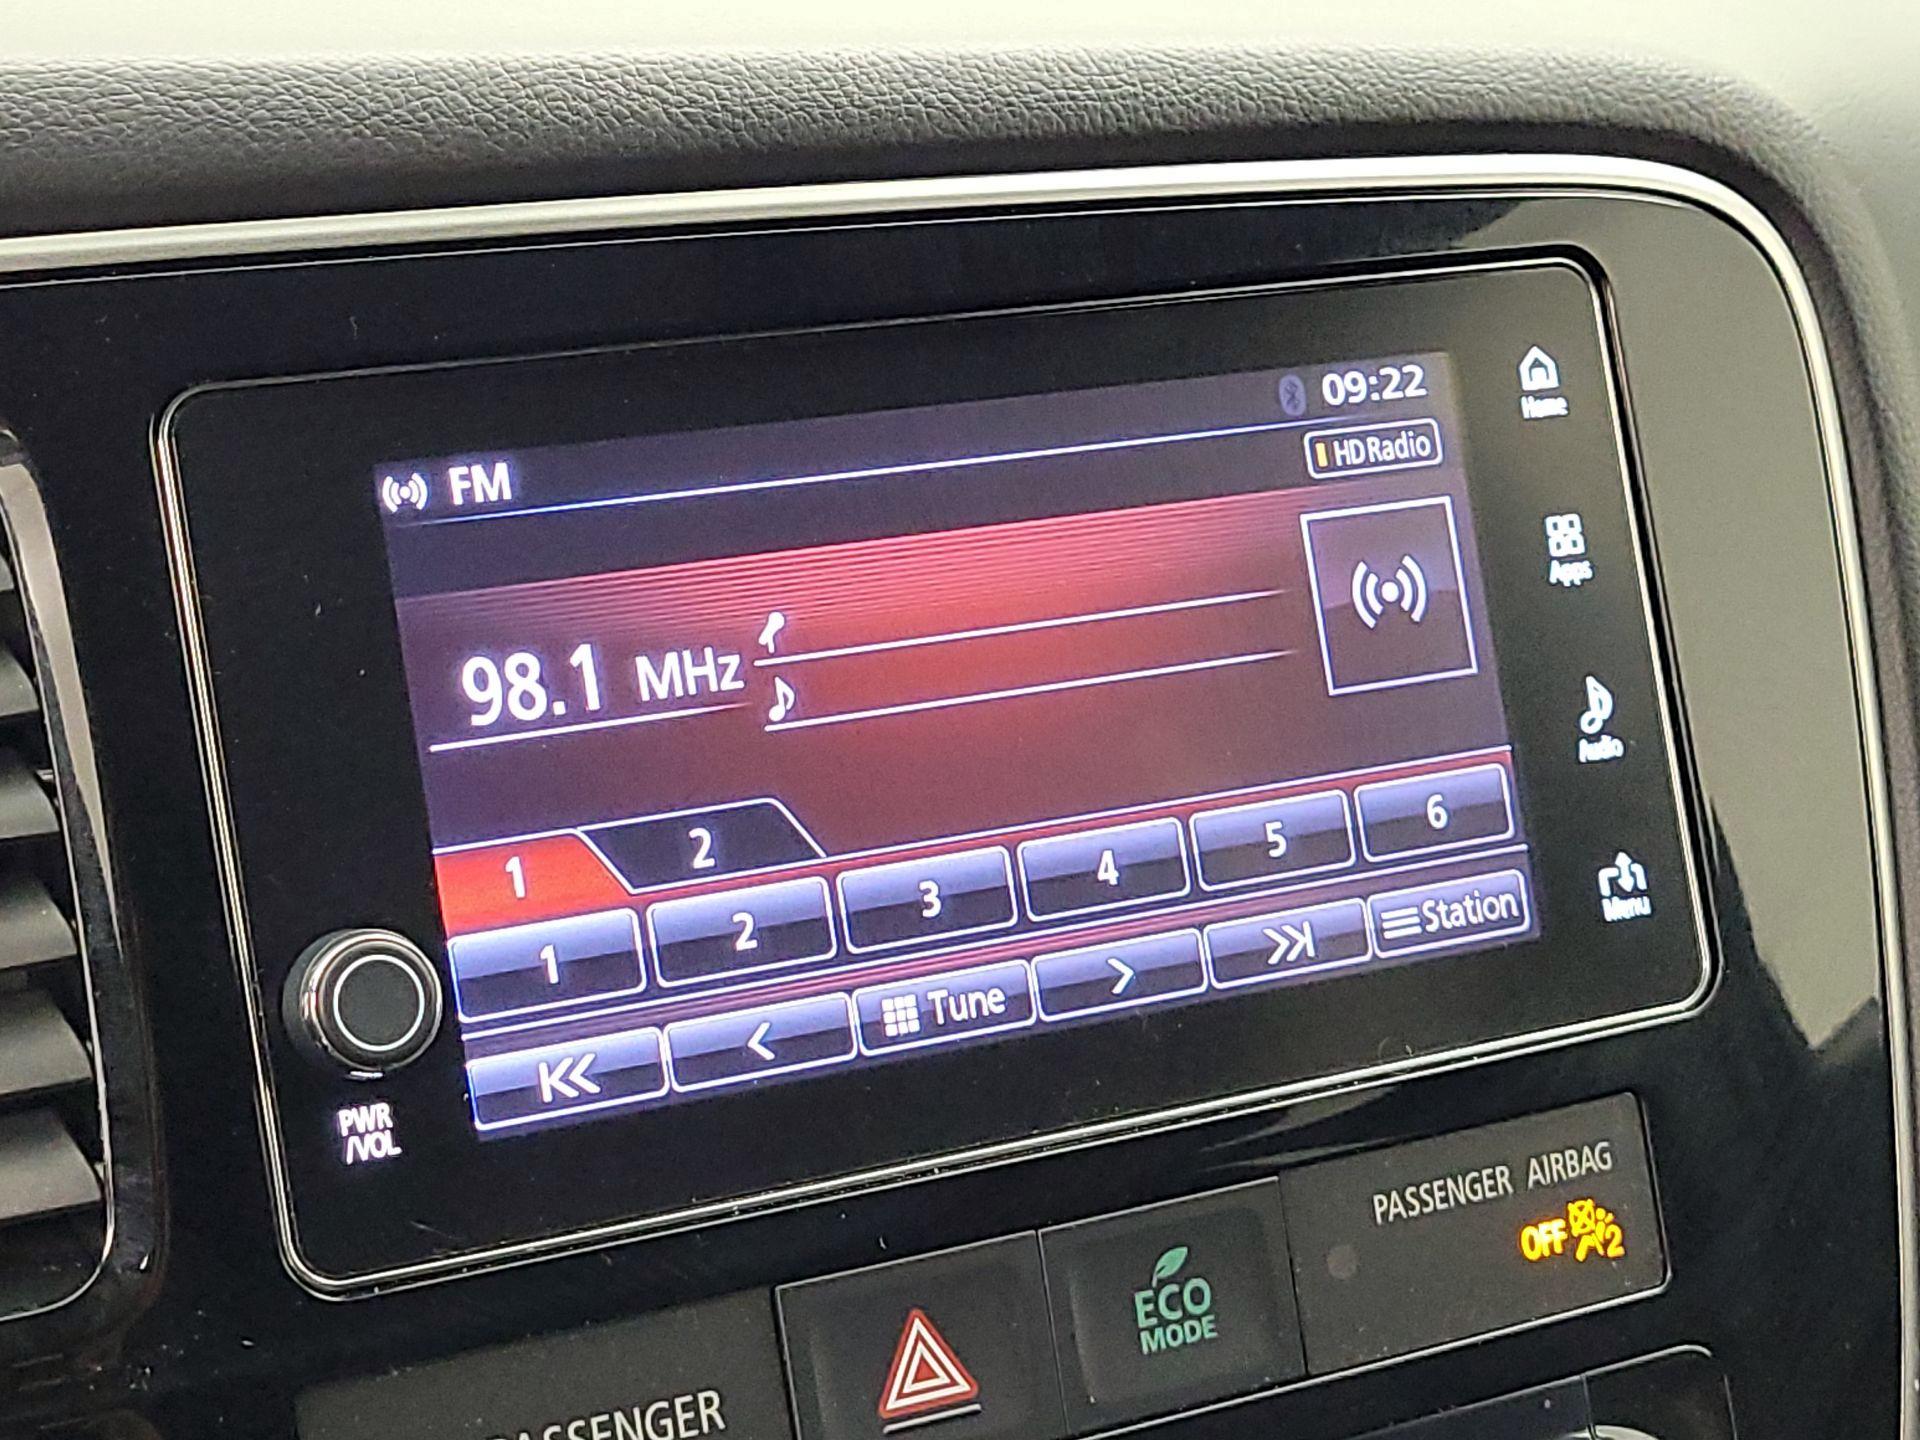 09:22
FM
HD Radio
98.1 MHz
1 2
1 2 3 4 5 6
Tune
Station
Home
Apps
Audio
Menu
PWR
/VOL
PASSENGER AIRBAG
OFF 2
ECO
MODE
PASSENGER